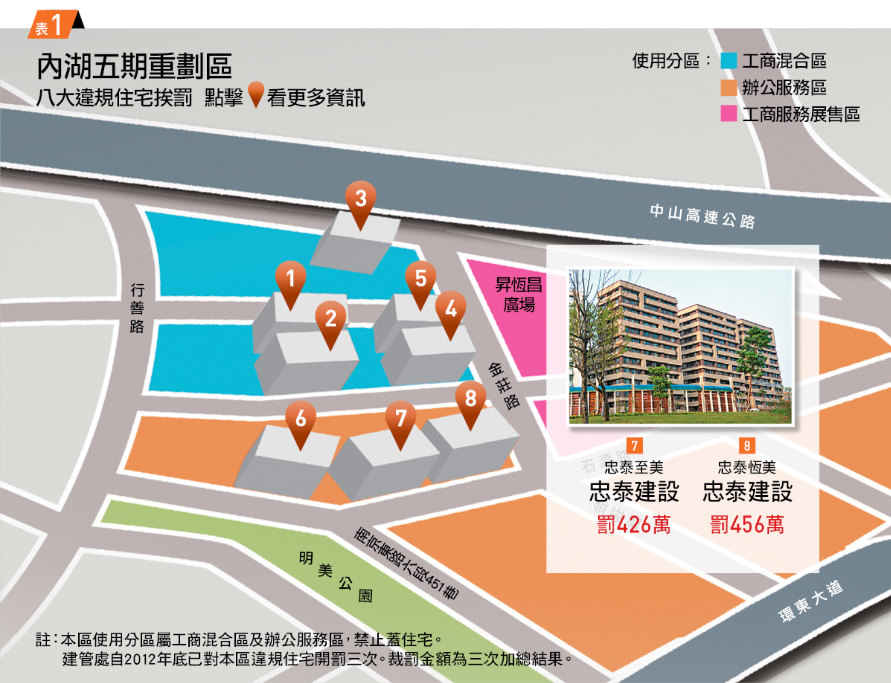 表1
內湖五期重劃區
八大違規住宅挨罰 點擊 看更多資訊
使用分區：
工商混合區
辦公服務區
工商服務展售區
中山高速公路
3
1
5
2
4
行善路
昇恆昌
廣場
金莊路
6
7
8
7
忠泰至美
忠泰建設
罰426萬
8
忠泰恆美
忠泰建設
罰456萬
南京東路六段451巷
明美公園
環東大道
註：本區使用分區屬工商混合區及辦公服務區，禁止蓋住宅。
建管處自2012年底已對本區違規住宅開罰三次。裁罰金額為三次加總結果。